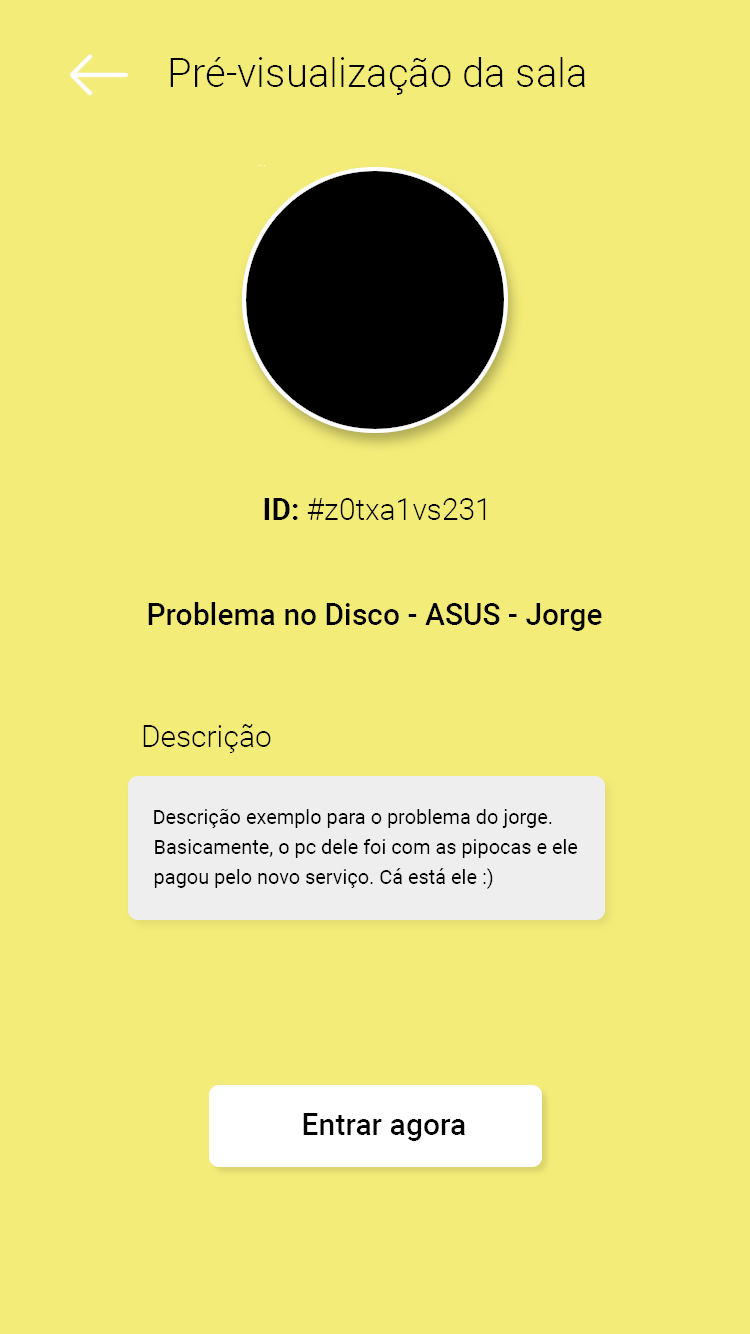 Pré-visualização da sala
ID: #z0txa1vs231
Problema no Disco - ASUS - Jorge
Descrição
Descrição exemplo para o problema do jorge.
Basicamente, o pc dele foi com as pipocas e ele
pagou pelo novo serviço. Cá está ele :)
Entrar agora